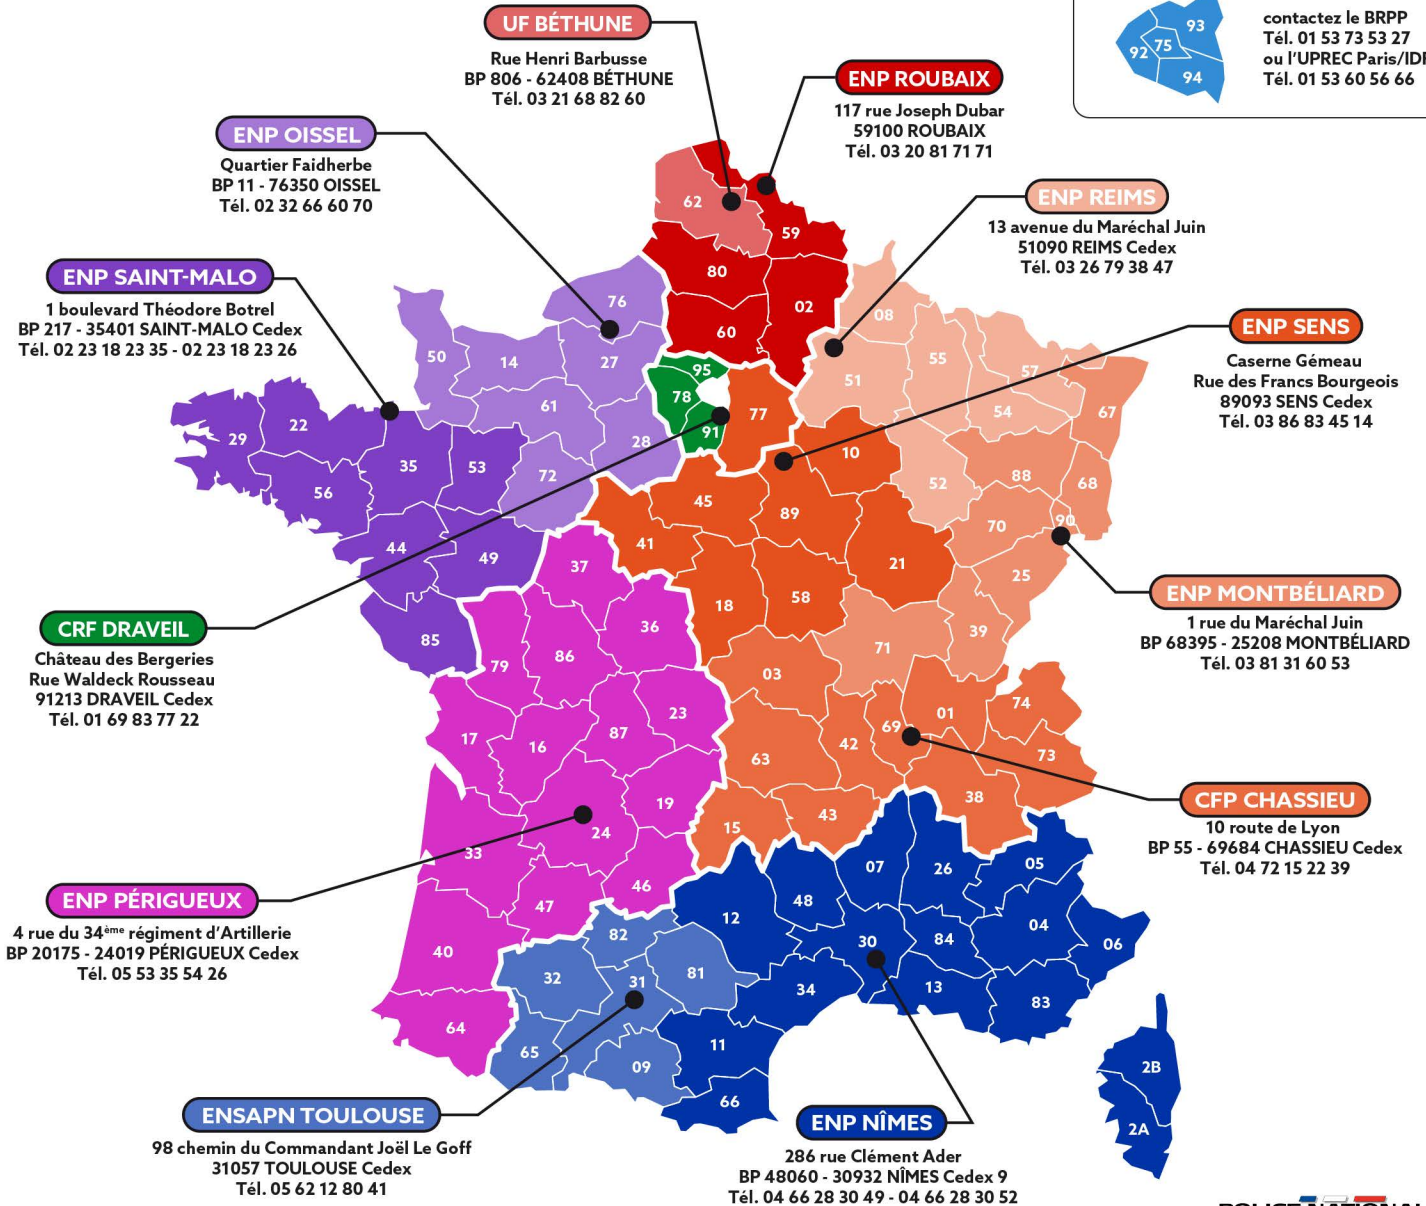 UF BÉTHUNE
Rue Henri Barbusse
BP 806 - 62408 BÉTHUNE
Tél. 03 21 68 82 60
93
92
75
94
contactez le BRPP
Tél. 01 53 73 53 27
ou l'UPREC Paris/IDF
Tél. 01 53 60 56 66
ENP ROUBAIX
117 rue Joseph Dubar
59100 ROUBAIX
Tél. 03 20 81 71 71
ENP OISSEL
Quartier Faidherbe
BP 11 - 76350 OISSEL
Tél. 02 32 66 60 70
ENP REIMS
13 avenue du Maréchal Juin
51090 REIMS Cedex
Tél. 03 26 79 38 47
ENP SAINT-MALO
1 boulevard Théodore Botrel
BP 217 - 35401 SAINT-MALO Cedex
Tél. 02 23 18 23 35 - 02 23 18 23 26
ENP SENS
Caserne Gémeau
Rue des Francs Bourgeois
89093 SENS Cedex
Tél. 03 86 83 45 14
62
59
80
76
02
08
60
50
14
27
95
55
57
51
78
61
77
54
67
91
22
29
28
10
35
53
72
88
52
68
56
45
89
70
90
44
41
49
21
37
25
58
18
36
39
85
71
86
79
03
23
74
01
69
17
87
16
42
73
63
38
19
43
15
24
33
05
07
26
46
48
47
12
04
82
84
30
06
40
81
32
31
13
34
83
64
11
65
09
2B
66
2A
CRF DRAVEIL
Château des Bergeries
Rue Waldeck Rousseau
91213 DRAVEIL Cedex
Tél. 01 69 83 77 22
ENP MONTBÉLIARD
1 rue du Maréchal Juin
BP 68395 - 25208 MONTBÉLIARD
Tél. 03 81 31 60 53
CFP CHASSIEU
10 route de Lyon
BP 55 - 69684 CHASSIEU Cedex
Tél. 04 72 15 22 39
ENP PÉRIGUEUX
4 rue du 34ème régiment d'Artillerie
BP 20175 - 24019 PÉRIGUEUX Cedex
Tél. 05 53 35 54 26
ENSAPN TOULOUSE
98 chemin du Commandant Joël Le Goff
31057 TOULOUSE Cedex
Tél. 05 62 12 80 41
ENP NÎMES
286 rue Clément Ader
BP 48060 - 30932 NÎMES Cedex 9
Tél. 04 66 28 30 49 - 04 66 28 30 52